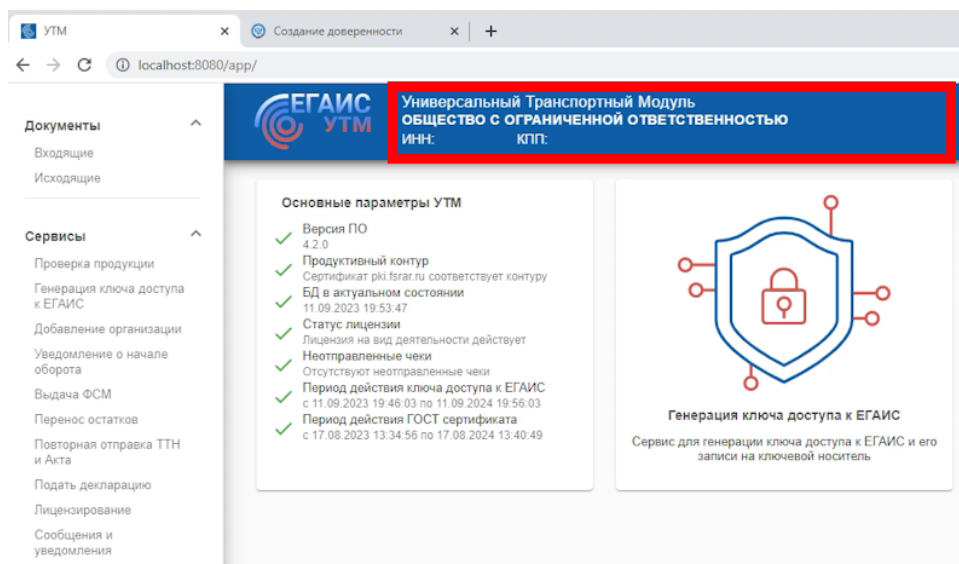 УТМ
Создание доверенности
localhost:8080/app/
Документы
Входящие
Исходящие
Сервисы
Проверка продукции
Генерация ключа доступа
к ЕГАИС
Добавление организации
Уведомление о начале
оборота
Выдача ФСМ
Перенос остатков
Повторная отправка ТТН
и Акта
Подать декларацию
Лицензирование
Сообщения и
уведомления
ЕГАИС
УТМ
Универсальный Транспортный Модуль
ОБЩЕСТВО С ОГРАНИЧЕННОЙ ОТВЕТСТВЕННОСТЬЮ
ИНН: КПП:
Основные параметры УТМ
Версия ПО
4.2.0
Продуктивный контур
Сертификат pki.fsrar.ru соответствует контуру
БД в актуальном состоянии
11.09.2023 19:53:47
Статус лицензии
Лицензия на вид деятельности действует
Неотправленные чеки
Отсутствуют неотправленные чеки
Период действия ключа доступа к ЕГАИС
с 11.09.2023 19:46:03 по 11.09.2024 19:56:03
Период действия ГОСТ сертификата
с 17.08.2023 13:34:56 по 17.08.2024 13:40:49
Генерация ключа доступа к ЕГАИС
Сервис для генерации ключа доступа к ЕГАИС и его
записи на ключевой носитель